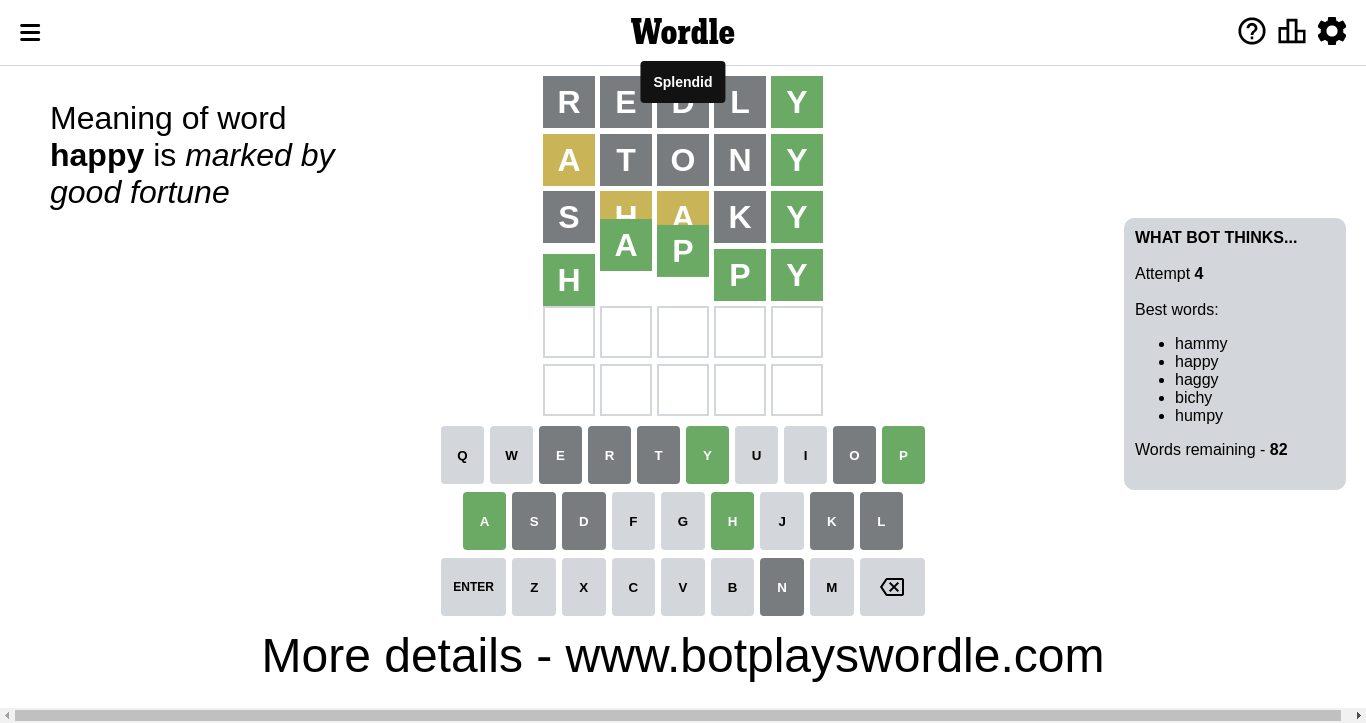 Wordle
Splendid
Meaning of word
happy is marked by
good fortune
R E D L Y
A T O N Y
S H A K Y
H A P P Y
WHAT BOT THINKS...
Attempt 4
Best words:
hammy
happy
haggy
bichy
humpy
Words remaining - 82
Q W E R T Y U I O P
A S D F G H J K L
ENTER Z X C V B N M
More details - www.botplayswordle.com